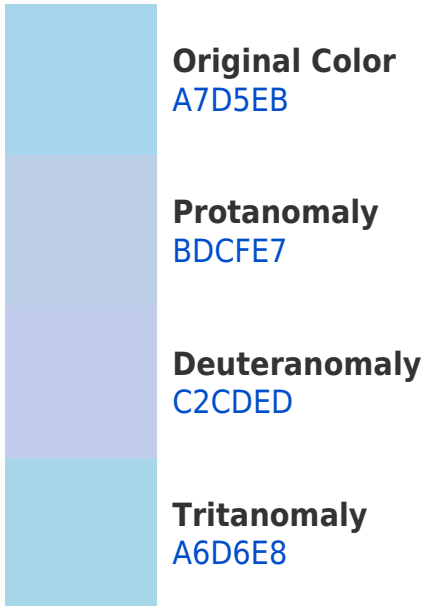 Original Color
A7D5EB
Protanomaly
BDCFE7
Deuteranomaly
C2CDED
Tritanomaly
A6D6E8